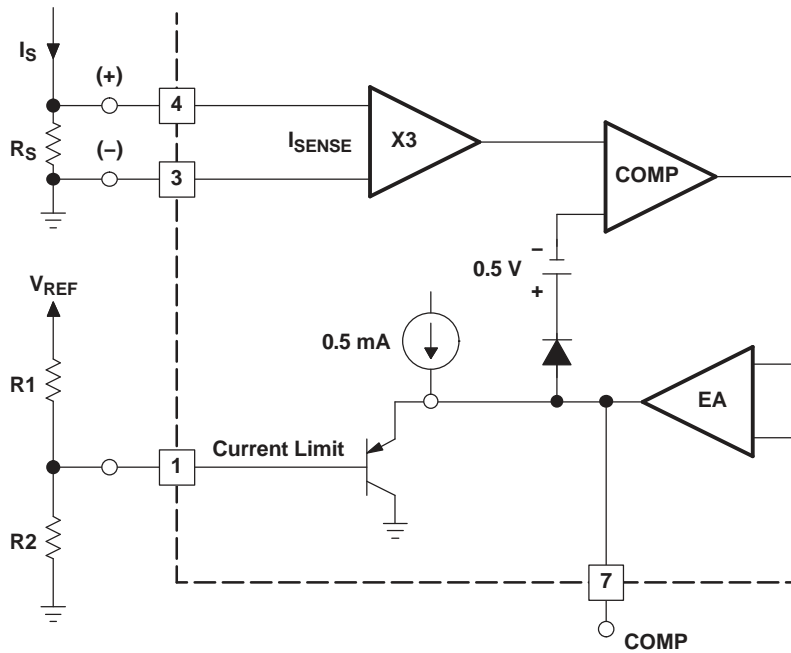 IS
(+)
4
RS
(–)
3
ISENSE
X3
COMP
–
0.5 V
+
VREF
0.5 mA
R1
EA
Current Limit
1
R2
7
COMP